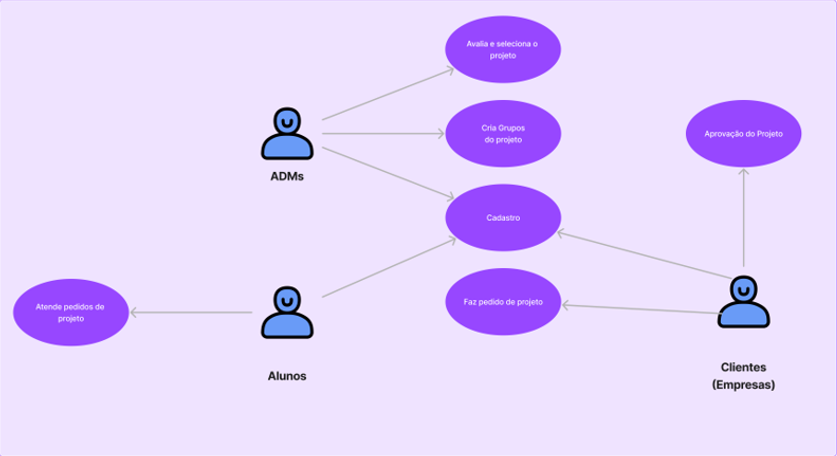 Avalia e seleciona o
projeto
Cria Grupos
do projeto
Aprovação do Projeto
ADMs
Cadastro
Atende pedidos de
projeto
Faz pedido de projeto
Alunos
Clientes
(Empresas)